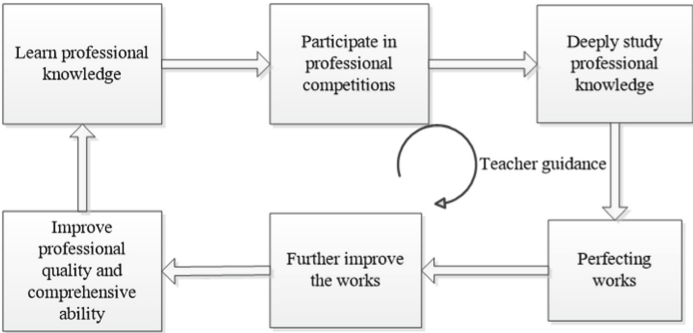 Learn professional
knowledge
Participate in
professional
competitions
Deeply study
professional
knowledge
Teacher guidance
Improve
professional
quality and
comprehensive
ability
Further improve
the works
Perfecting
works